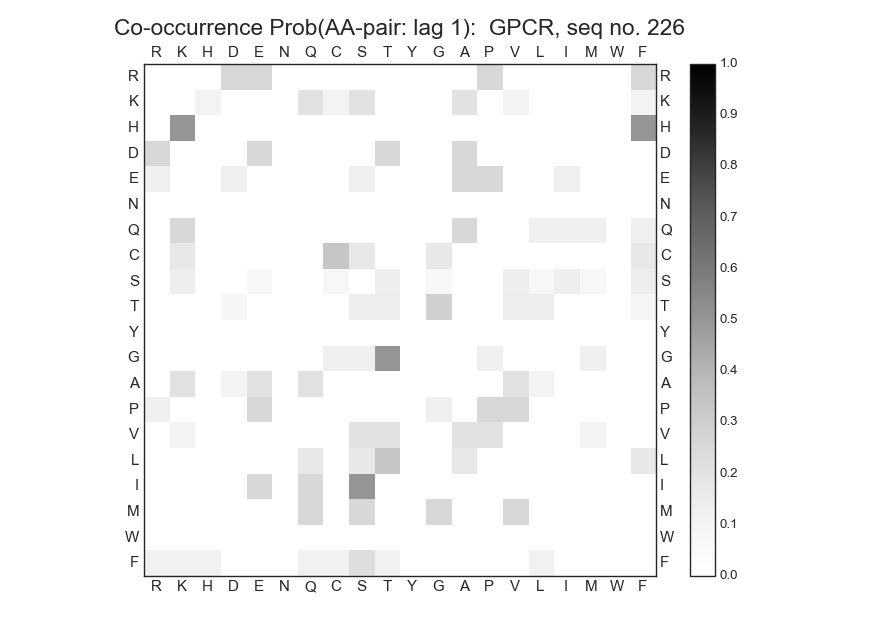 Co-occurrence Prob(AA-pair: lag 1):  GPCR, seq no. 226
R K H D E N Q C S T Y G A P V L I M W F
R R 1.0
K K 0.9
H H
D D 0.8
E E
N N 0.7
Q Q
C C 0.6
S S
T T 0.5
Y Y
G G 0.4
A A
P P 0.3
V V
L L 0.2
I I
M M 0.1
W W
F F 0.0
R K H D E N Q C S T Y G A P V L I M W F